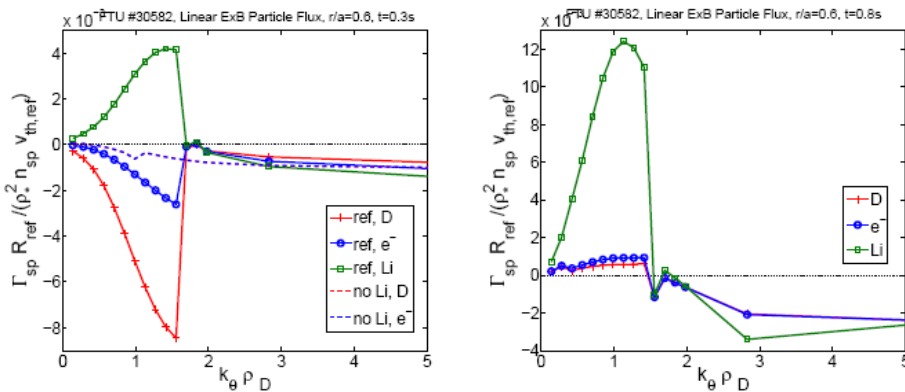 x 10⁻³ FTU #30582, Linear ExB Particle Flux, r/a=0.6, t=0.3s
4
2
0
−2
−4
−6
−8
Γsp Rref /(ρ*² nsp vth,ref)
ref, D
ref, e⁻
ref, Li
no Li, D
no Li, e⁻
0 1 2 3 4 5
kθ ρD
FTU #30582, Linear ExB Particle Flux, r/a=0.6, t=0.8s
x 10
12
10
8
6
4
2
0
−2
−4
Γsp Rref /(ρ*² nsp vth,ref)
D
e⁻
Li
0 1 2 3 4 5
kθ ρD